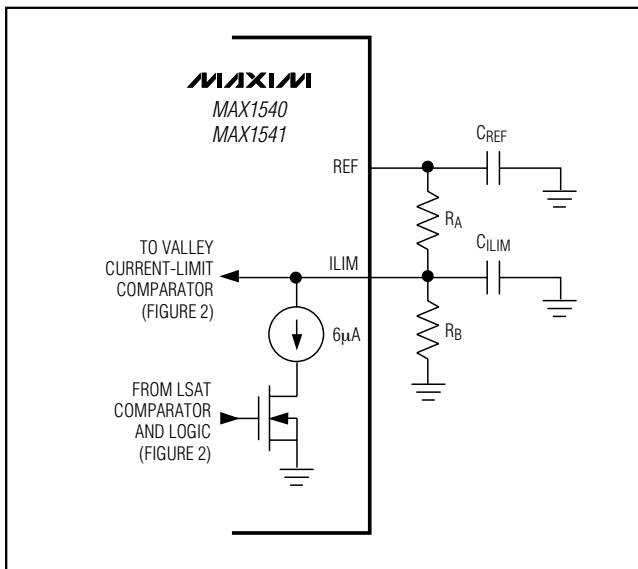 MAXIM
MAX1540
MAX1541
REF
CREF
RA
TO VALLEY
CURRENT-LIMIT
COMPARATOR
(FIGURE 2)
ILIM
CILIM
6µA
RB
FROM LSAT
COMPARATOR
AND LOGIC
(FIGURE 2)